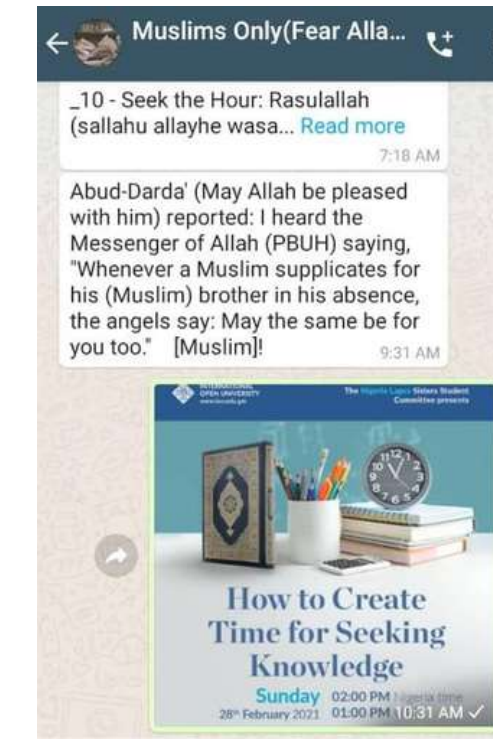 Muslims Only(Fear Alla...
_10 - Seek the Hour: Rasulallah
(sallahu allayhe wasa... Read more
7:18 AM
Abud-Darda' (May Allah be pleased
with him) reported: I heard the
Messenger of Allah (PBUH) saying,
"Whenever a Muslim supplicates for
his (Muslim) brother in his absence,
the angels say: May the same be for
you too." [Muslim]!
9:31 AM
INTERNATIONAL
OPEN UNIVERSITY
The Nigeria Lagos Sisters Student
Committee presents
How to Create
Time for Seeking
Knowledge
Sunday 02:00 PM Nigeria time
28th February 2021 01:00 PM
10:31 AM